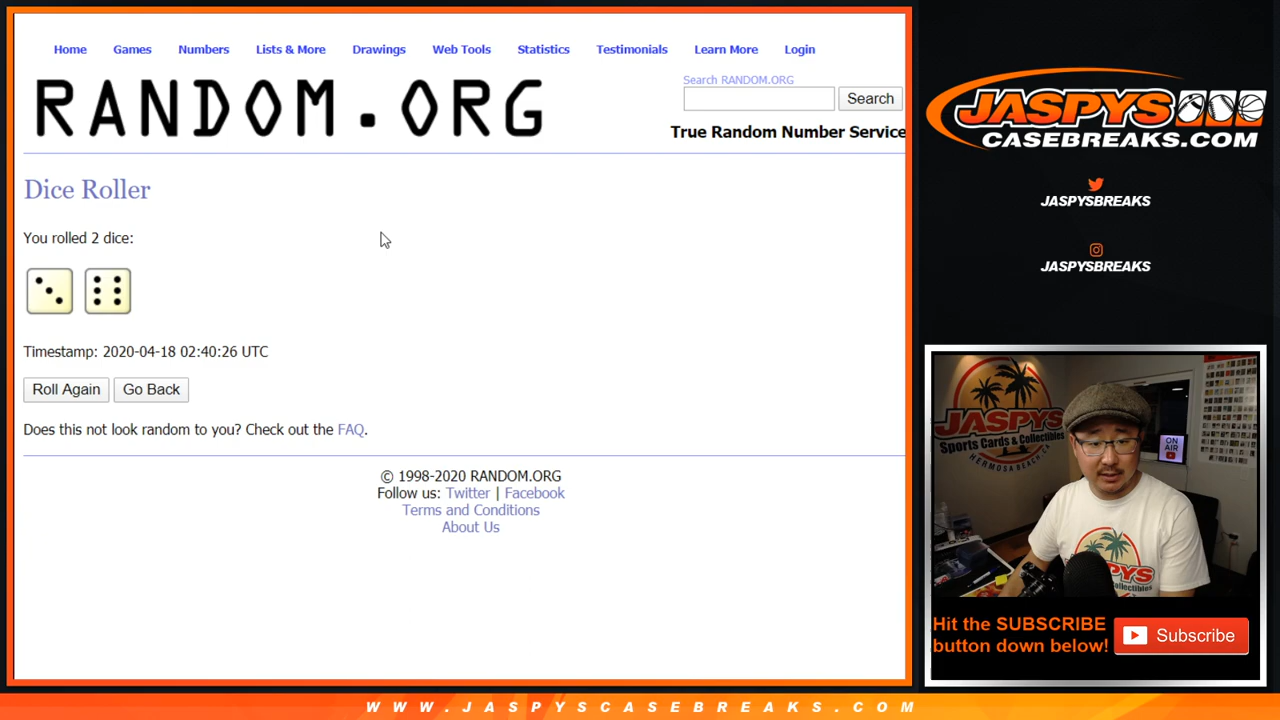 Home Games Numbers Lists & More Drawings Web Tools Statistics Testimonials Learn More Login
RANDOM.ORG
Search RANDOM.ORG
Search
True Random Number Service
Dice Roller
You rolled 2 dice:
Timestamp: 2020-04-18 02:40:26 UTC
Roll Again Go Back
Does this not look random to you? Check out the FAQ.
© 1998-2020 RANDOM.ORG
Follow us: Twitter | Facebook
Terms and Conditions
About Us
JASPYS
CASEBREAKS.COM
JASPYSBREAKS
JASPYSBREAKS
JASPYS
Sports Cards & Collectibles
HERMOSA BEACH, CA
ON
AIR
JASPYS
Hit the SUBSCRIBE
button down below!
Subscribe
WWW.JASPYSCASEBREAKS.COM